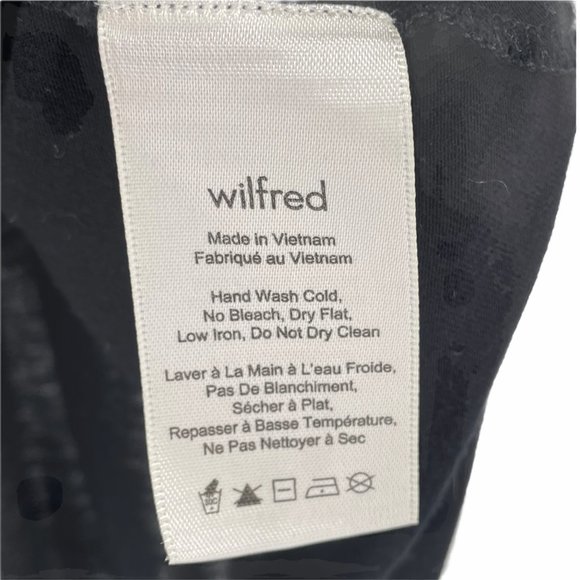 wilfred
Made in Vietnam
Fabriqué au Vietnam
Hand Wash Cold,
No Bleach, Dry Flat,
Low Iron, Do Not Dry Clean
Laver à La Main à L'eau Froide,
Pas De Blanchiment,
Sécher à Plat,
Repasser à Basse Température,
Ne Pas Nettoyer à Sec